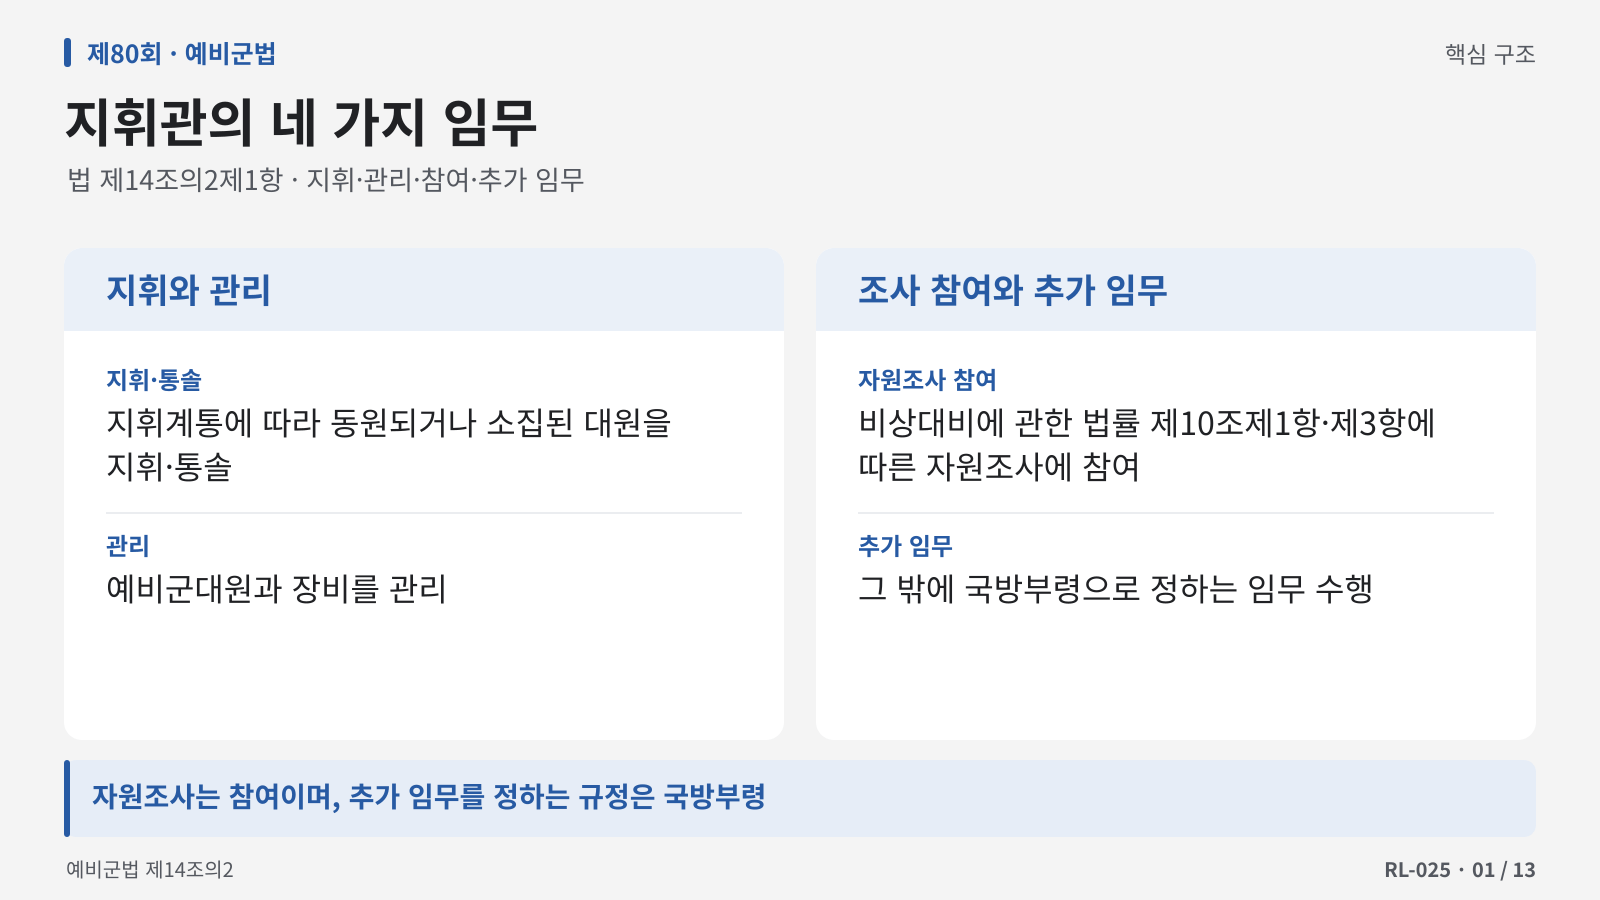 제80회 · 예비군법
핵심 구조
지휘관의 네 가지 임무
법 제14조의2제1항 · 지휘·관리·참여·추가 임무
지휘와 관리
지휘·통솔
지휘계통에 따라 동원되거나 소집된 대원을
지휘·통솔
관리
예비군대원과 장비를 관리
조사 참여와 추가 임무
자원조사 참여
비상대비에 관한 법률 제10조제1항·제3항에
따른 자원조사에 참여
추가 임무
그 밖에 국방부령으로 정하는 임무 수행
자원조사는 참여이며, 추가 임무를 정하는 규정은 국방부령
예비군법 제14조의2
RL-025 · 01 / 13